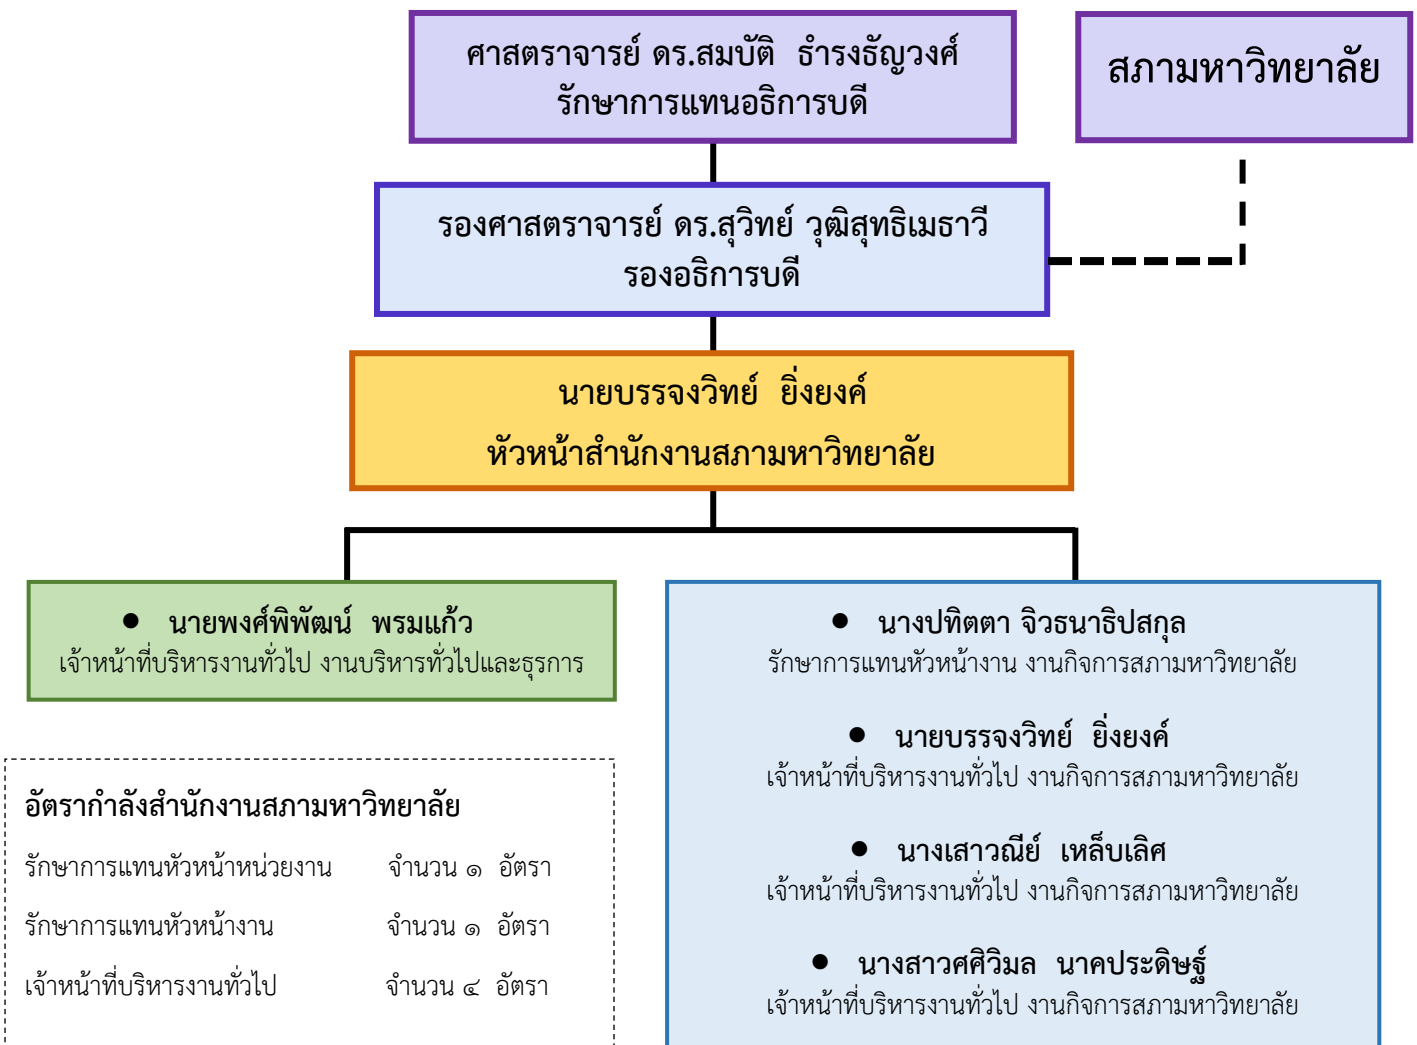 ศาสตราจารย์ ดร.สมบัติ ธำรงธัญวงศ์
รักษาการแทนอธิการบดี
สภามหาวิทยาลัย
รองศาสตราจารย์ ดร.สุวิทย์ วุฒิสุทธิเมธาวี
รองอธิการบดี
นายบรรจงวิทย์ ยิ่งยงค์
หัวหน้าสำนักงานสภามหาวิทยาลัย
● นายพงศ์พิพัฒน์ พรมแก้ว
เจ้าหน้าที่บริหารงานทั่วไป งานบริหารทั่วไปและธุรการ
● นางปทิตตา จิวธนาธิปสกุล
รักษาการแทนหัวหน้างาน งานกิจการสภามหาวิทยาลัย
● นายบรรจงวิทย์ ยิ่งยงค์
เจ้าหน้าที่บริหารงานทั่วไป งานกิจการสภามหาวิทยาลัย
● นางเสาวณีย์ เหล็บเลิศ
เจ้าหน้าที่บริหารงานทั่วไป งานกิจการสภามหาวิทยาลัย
● นางสาวศศิวิมล นาคประดิษฐ์
เจ้าหน้าที่บริหารงานทั่วไป งานกิจการสภามหาวิทยาลัย
อัตรากำลังสำนักงานสภามหาวิทยาลัย
รักษาการแทนหัวหน้าหน่วยงาน จำนวน ๑ อัตรา
รักษาการแทนหัวหน้างาน จำนวน ๑ อัตรา
เจ้าหน้าที่บริหารงานทั่วไป จำนวน ๔ อัตรา